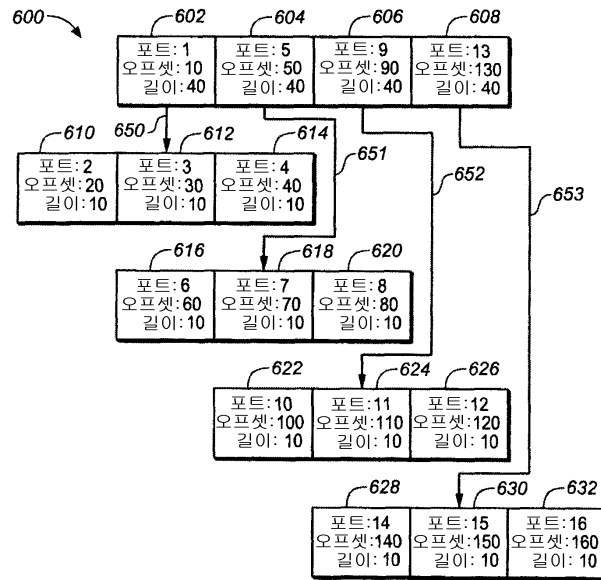 600
602
604
606
608
포트: 1
오프셋: 10
길이: 40
포트: 5
오프셋: 50
길이: 40
포트: 9
오프셋: 90
길이: 40
포트: 13
오프셋: 130
길이: 40
650
651
652
653
610
612
614
포트: 2
오프셋: 20
길이: 10
포트: 3
오프셋: 30
길이: 10
포트: 4
오프셋: 40
길이: 10
616
618
620
포트: 6
오프셋: 60
길이: 10
포트: 7
오프셋: 70
길이: 10
포트: 8
오프셋: 80
길이: 10
622
624
626
포트: 10
오프셋: 100
길이: 10
포트: 11
오프셋: 110
길이: 10
포트: 12
오프셋: 120
길이: 10
628
630
632
포트: 14
오프셋: 140
길이: 10
포트: 15
오프셋: 150
길이: 10
포트: 16
오프셋: 160
길이: 10